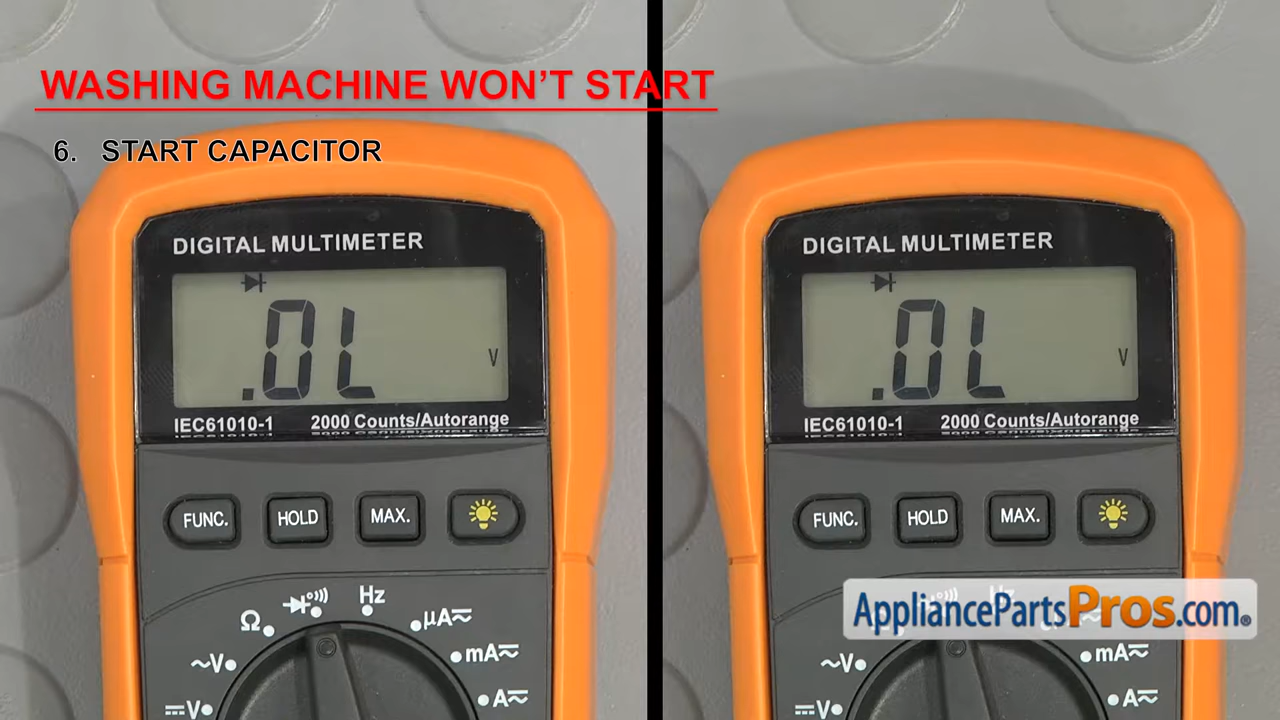 WASHING MACHINE WON'T START
6. START CAPACITOR
DIGITAL MULTIMETER
.0L
V
IEC61010-1 2000 Counts/Autorange
FUNC. HOLD MAX.
Hz
Ω
μA
~V
mA
V
A
DIGITAL MULTIMETER
.0L
V
IEC61010-1 2000 Counts/Autorange
FUNC. HOLD MAX.
~V
mA
V
A
AppliancePartsPros.com®